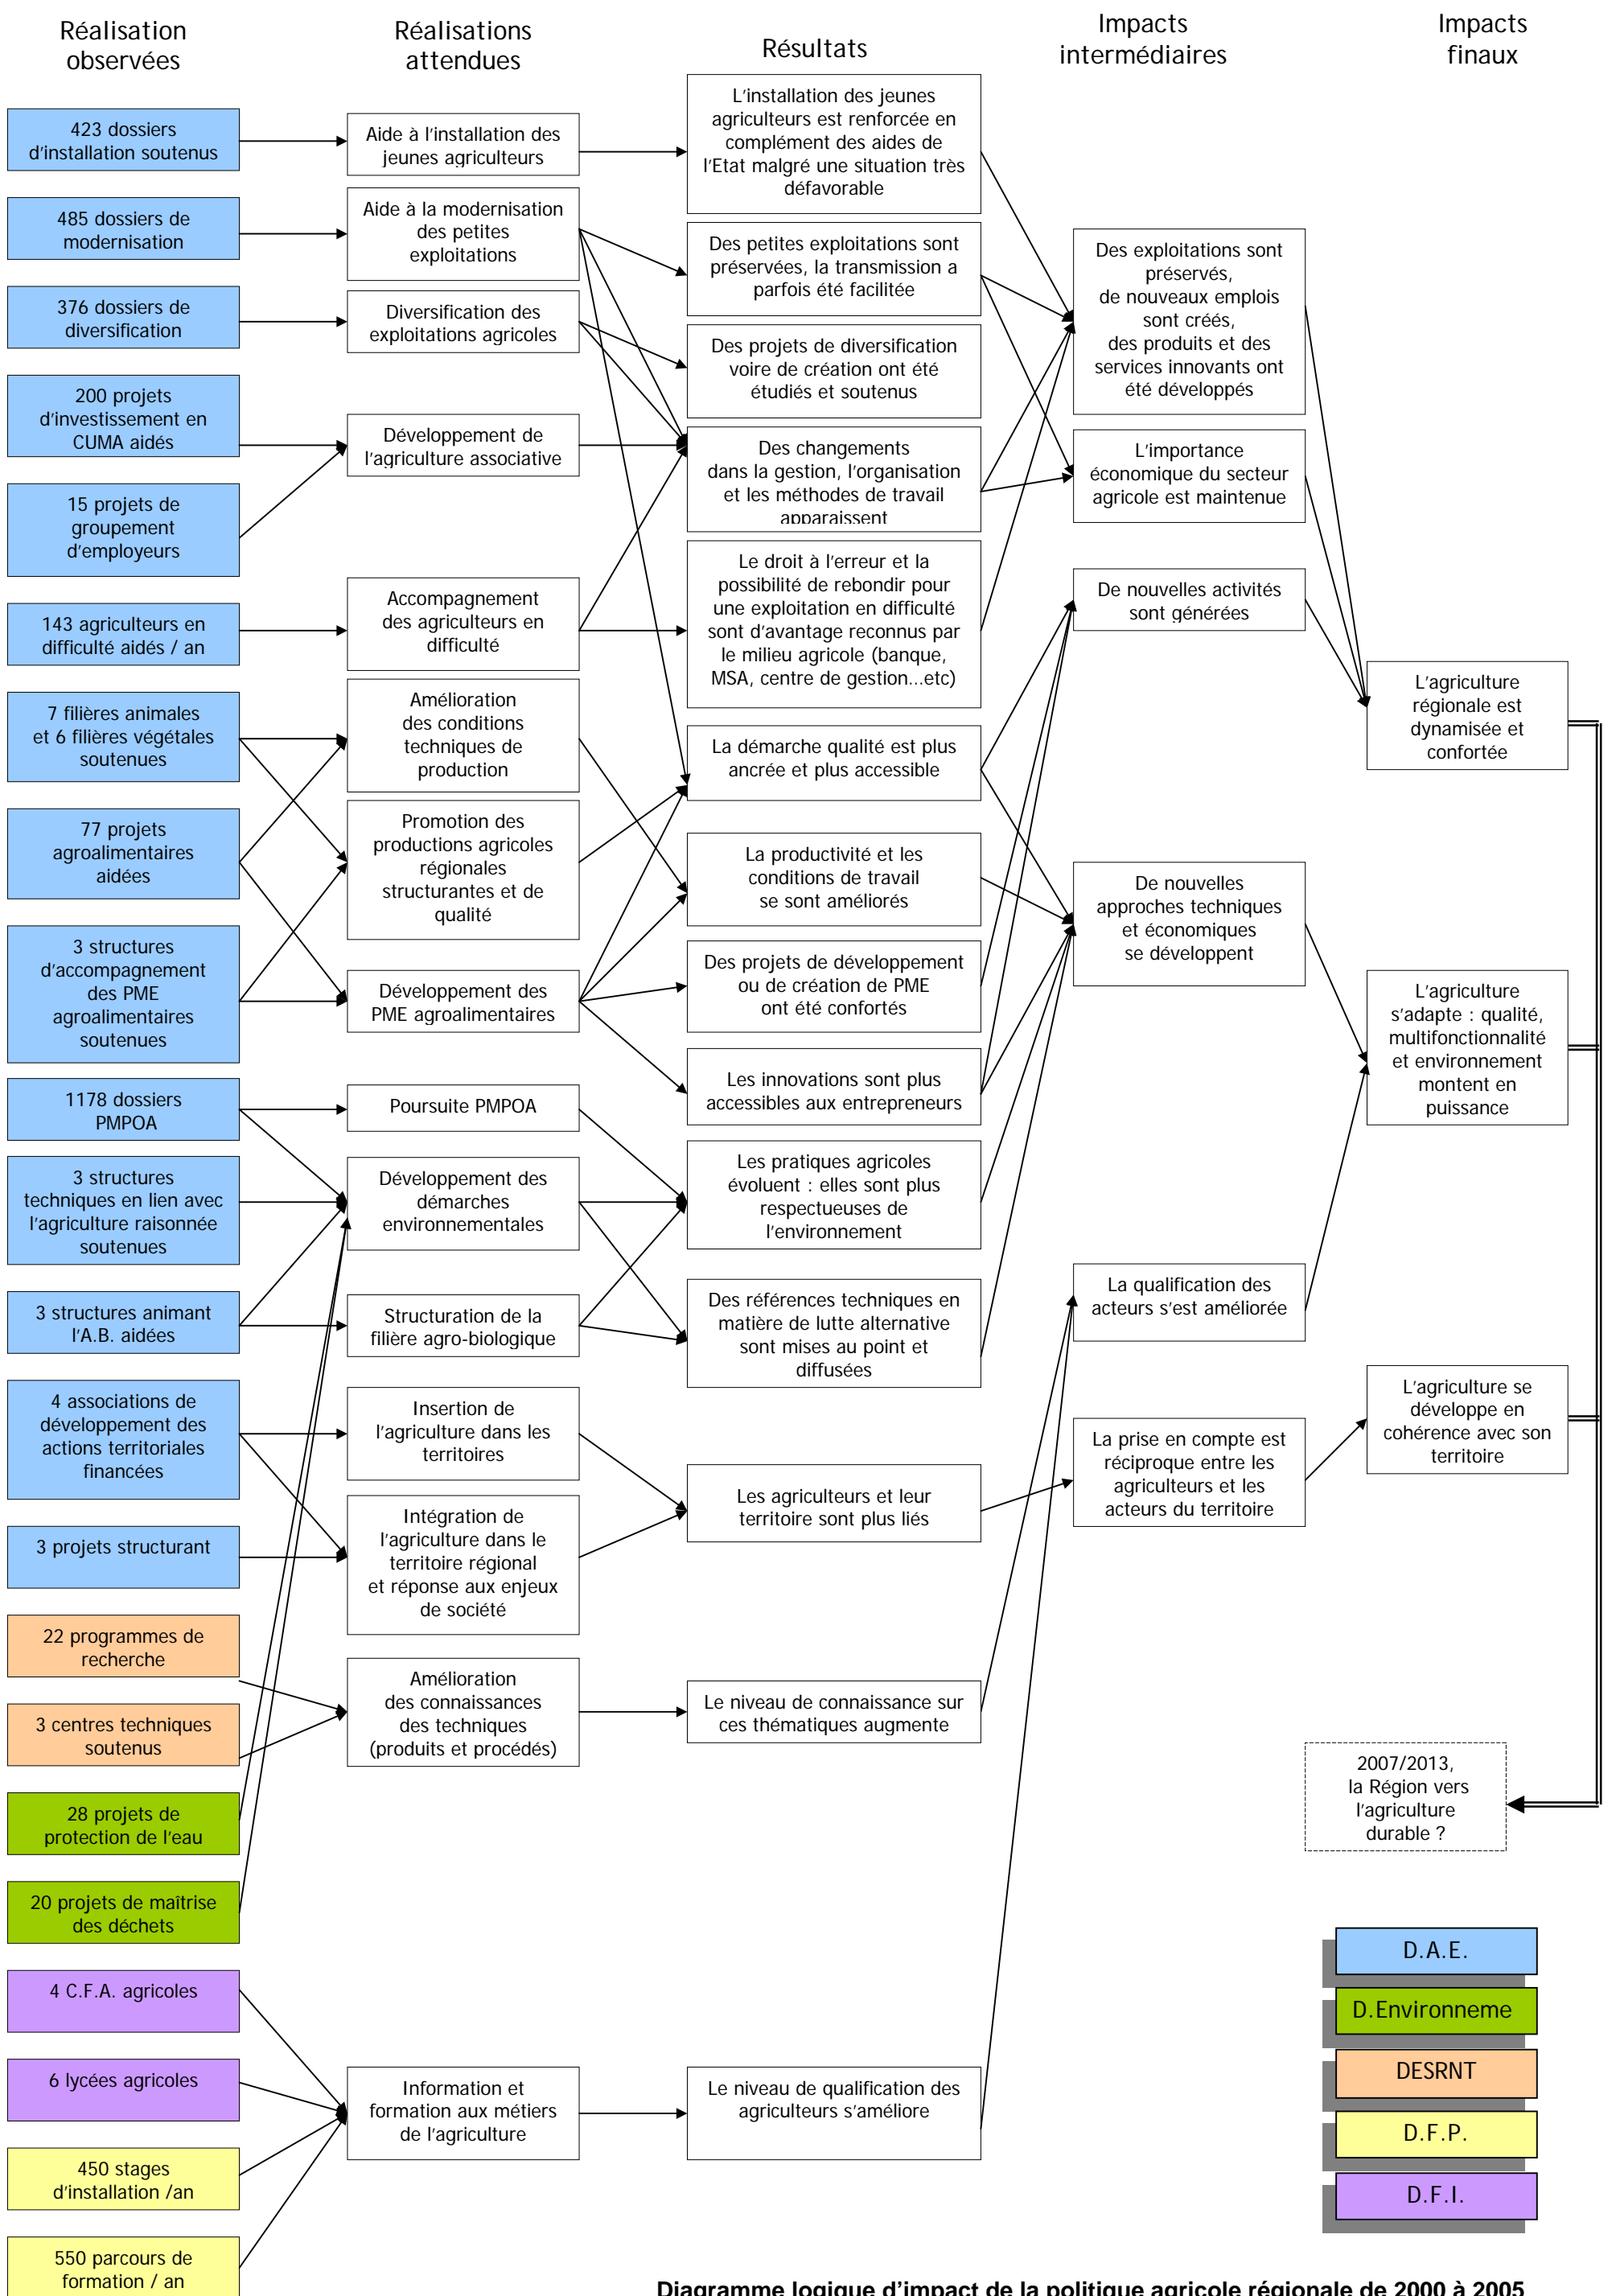 Réalisation
observées
Réalisations
attendues
Résultats
Impacts
intermédiaires
Impacts
finaux
423 dossiers
d'installation soutenus
485 dossiers de
modernisation
376 dossiers de
diversification
200 projets
d'investissement en
CUMA aidés
15 projets de
groupement
d'employeurs
143 agriculteurs en
difficulté aidés / an
7 filières animales
et 6 filières végétales
soutenues
77 projets
agroalimentaires
aidées
3 structures
d'accompagnement
des PME
agroalimentaires
soutenues
1178 dossiers
PMPOA
3 structures
techniques en lien avec
l'agriculture raisonnée
soutenues
3 structures animant
l'A.B. aidées
4 associations de
développement des
actions territoriales
financées
3 projets structurant
22 programmes de
recherche
3 centres techniques
soutenus
28 projets de
protection de l'eau
20 projets de maîtrise
des déchets
4 C.F.A. agricoles
6 lycées agricoles
450 stages
d'installation /an
550 parcours de
formation / an
Aide à l'installation des
jeunes agriculteurs
Aide à la modernisation
des petites
exploitations
Diversification des
exploitations agricoles
Développement de
l'agriculture associative
Accompagnement
des agriculteurs en
difficulté
Amélioration
des conditions
techniques de
production
Promotion des
productions agricoles
régionales
structurantes et de
qualité
Développement des
PME agroalimentaires
Poursuite PMPOA
Développement des
démarches
environnementales
Structuration de la
filière agro-biologique
Insertion de
l'agriculture dans les
territoires
Intégration de
l'agriculture dans le
territoire régional
et réponse aux enjeux
de société
Amélioration
des connaissances
des techniques
(produits et procédés)
Information et
formation aux métiers
de l'agriculture
L'installation des jeunes
agriculteurs est renforcée en
complément des aides de
l'Etat malgré une situation très
défavorable
Des petites exploitations sont
préservées, la transmission a
parfois été facilitée
Des projets de diversification
voire de création ont été
étudiés et soutenus
Des changements
dans la gestion, l'organisation
et les méthodes de travail
apparaissent
Le droit à l'erreur et la
possibilité de rebondir pour
une exploitation en difficulté
sont d'avantage reconnus par
le milieu agricole (banque,
MSA, centre de gestion...etc)
La démarche qualité est plus
ancrée et plus accessible
La productivité et les
conditions de travail
se sont améliorés
Des projets de développement
ou de création de PME
ont été confortés
Les innovations sont plus
accessibles aux entrepreneurs
Les pratiques agricoles
évoluent : elles sont plus
respectueuses de
l'environnement
Des références techniques en
matière de lutte alternative
sont mises au point et
diffusées
Les agriculteurs et leur
territoire sont plus liés
Le niveau de connaissance sur
ces thématiques augmente
Le niveau de qualification des
agriculteurs s'améliore
Des exploitations sont
préservés,
de nouveaux emplois
sont créés,
des produits et des
services innovants ont
été développés
L'importance
économique du secteur
agricole est maintenue
De nouvelles activités
sont générées
De nouvelles
approches techniques
et économiques
se développent
La qualification des
acteurs s'est améliorée
La prise en compte est
réciproque entre les
agriculteurs et les
acteurs du territoire
L'agriculture
régionale est
dynamisée et
confortée
L'agriculture
s'adapte : qualité,
multifonctionnalité
et environnement
montent en
puissance
L'agriculture se
développe en
cohérence avec son
territoire
2007/2013,
la Région vers
l'agriculture
durable ?
D.A.E.
D.Environneme
DESRNT
D.F.P.
D.F.I.
Diagramme logique d'impact de la politique agricole régionale de 2000 à 2005